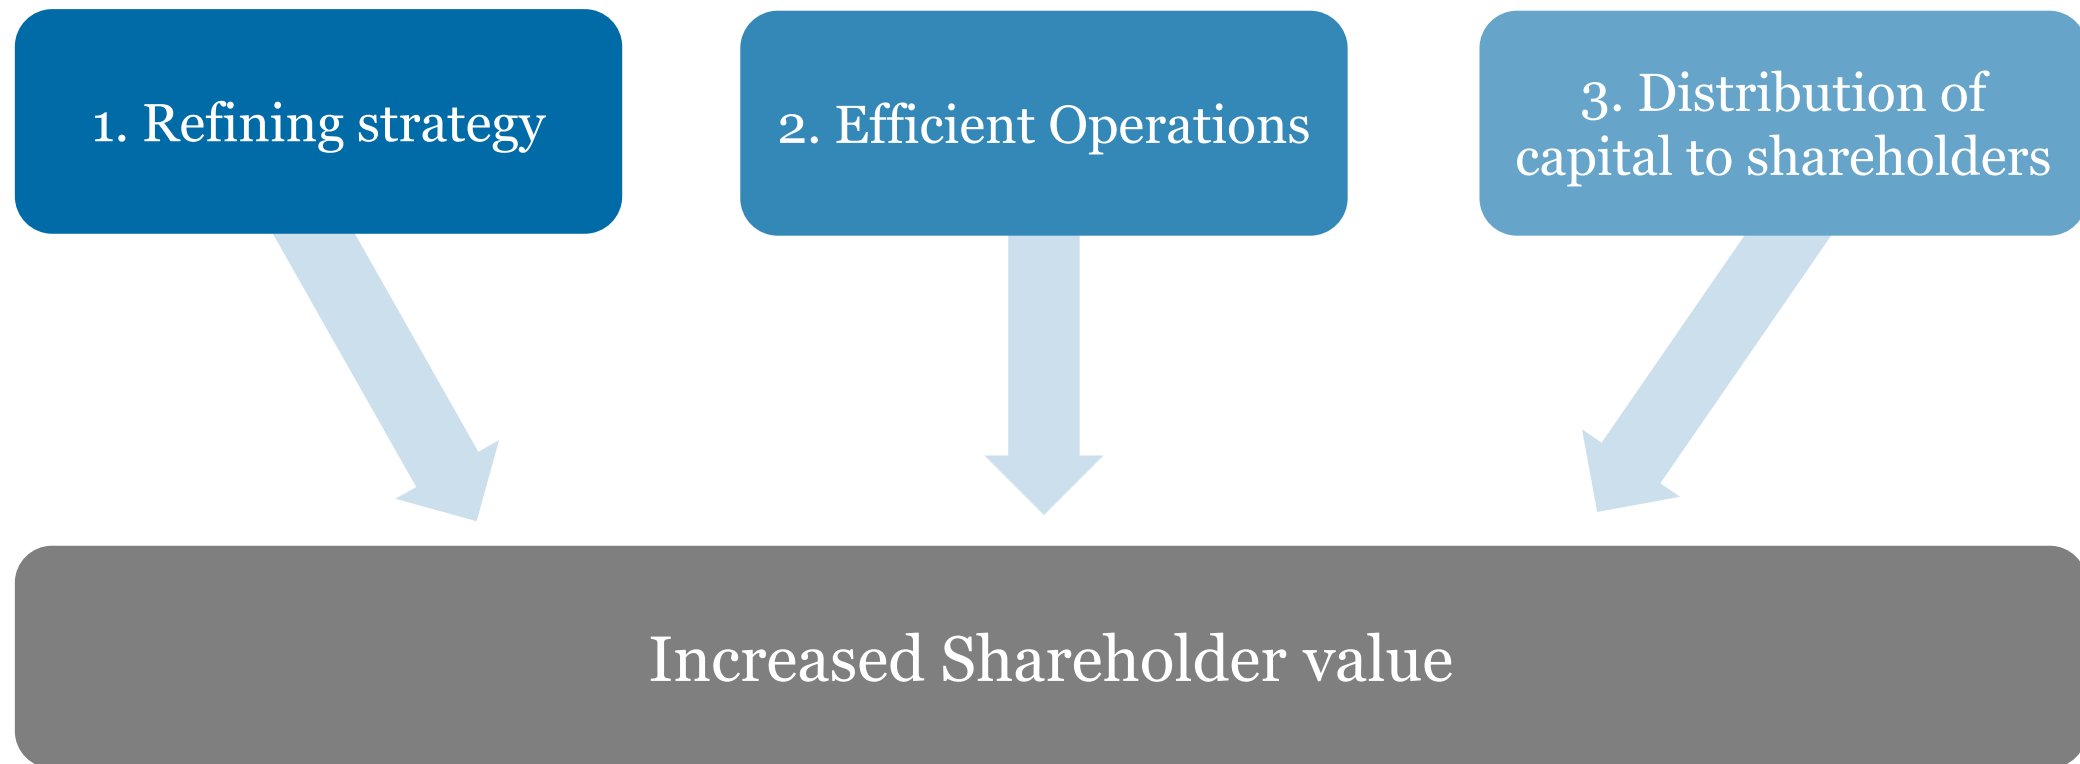 1. Refining strategy
2. Efficient Operations
3. Distribution of
capital to shareholders
Increased Shareholder value